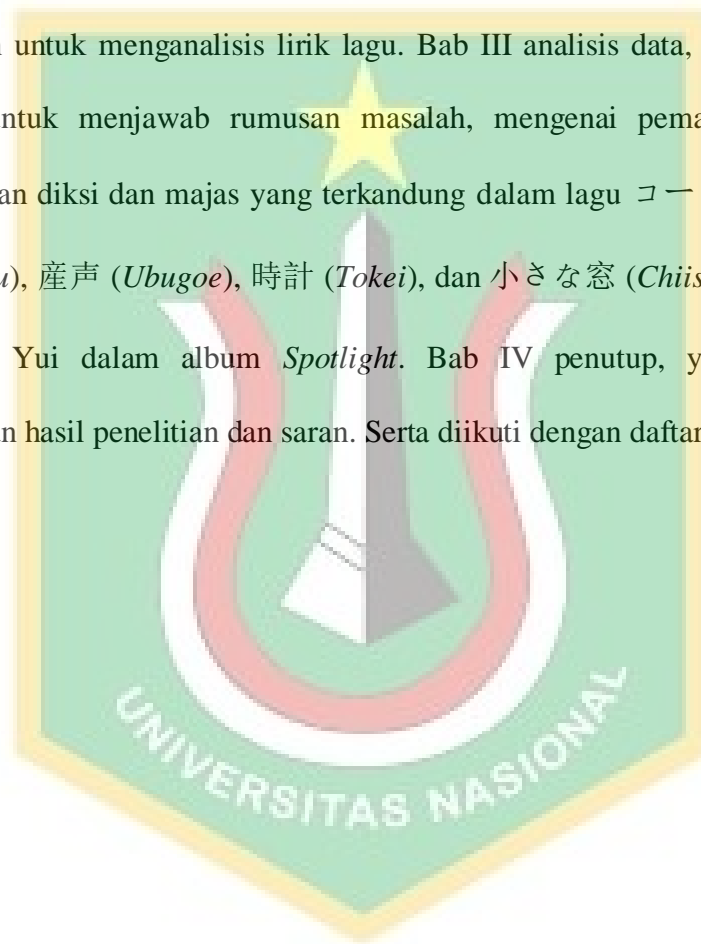 untuk menganalisis lirik lagu. Bab III analisis data,
untuk menjawab rumusan masalah, mengenai pema
an diksi dan majas yang terkandung dalam lagu コー
u), 産声 (Ubugoe), 時計 (Tokei), dan 小さな窓 (Chiis
Yui dalam album Spotlight. Bab IV penutup, y
n hasil penelitian dan saran. Serta diikuti dengan daftar
UNIVERSITAS NASIONAL